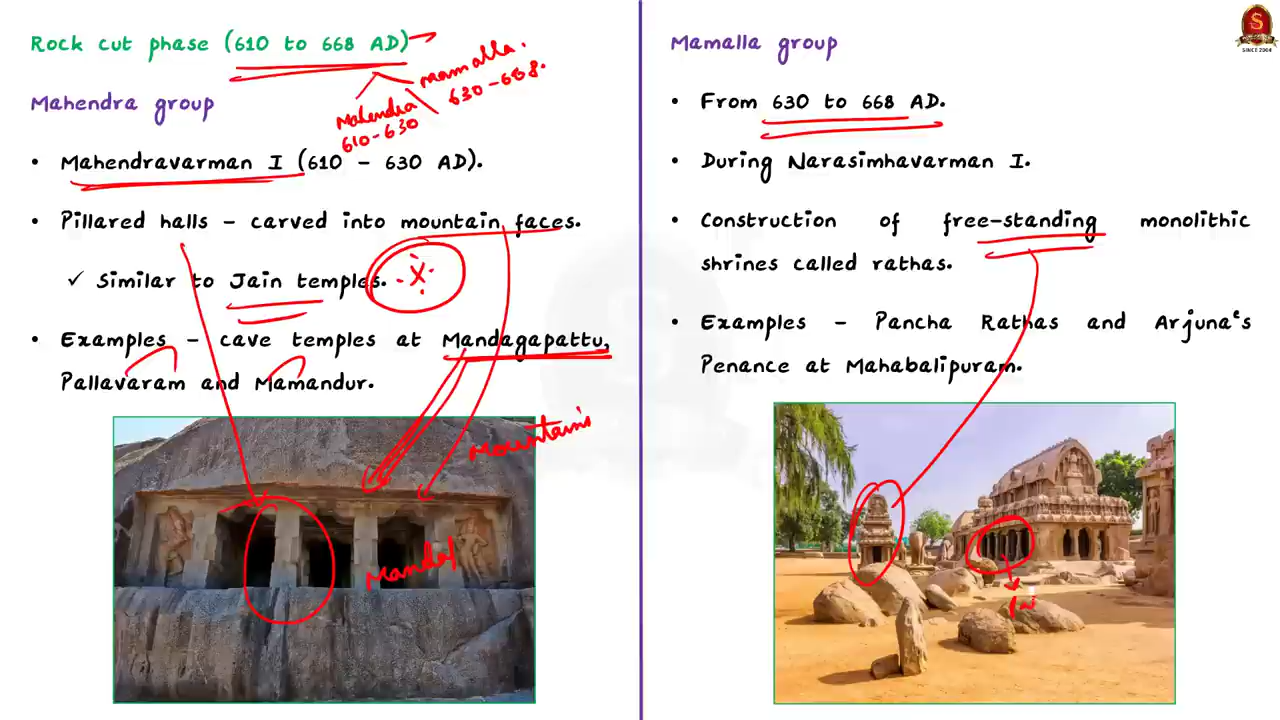 Rock cut phase (610 to 668 AD)
mamalla.
630-668.
Mahendra
610-630
Mahendra group
• Mahendravarman I (610 – 630 AD).
• Pillared halls – carved into mountain faces.
✓ Similar to Jain temples.
• Examples – cave temples at Mandagapattu,
Pallavaram and Mamandur.
Mountains
Mandap
Mamalla group
• From 630 to 668 AD.
• During Narasimhavarman I.
• Construction of free-standing monolithic
shrines called rathas.
• Examples – Pancha Rathas and Arjuna's
Penance at Mahabalipuram.
S
SINCE 2004